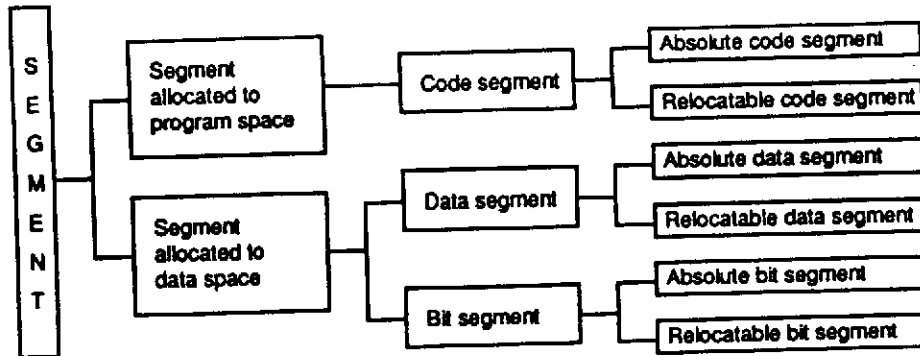 SEGMENT
Segment
allocated to
program space
Code segment
Absolute code segment
Relocatable code segment
Segment
allocated to
data space
Data segment
Absolute data segment
Relocatable data segment
Bit segment
Absolute bit segment
Relocatable bit segment